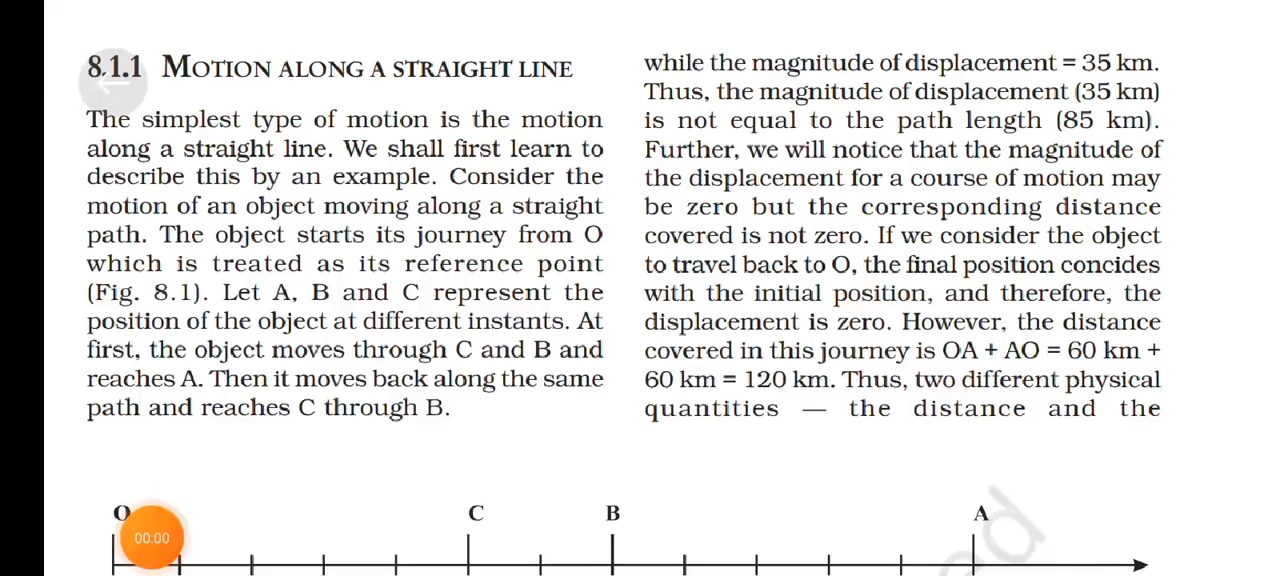 8.1.1 MOTION ALONG A STRAIGHT LINE
The simplest type of motion is the motion
along a straight line. We shall first learn to
describe this by an example. Consider the
motion of an object moving along a straight
path. The object starts its journey from O
which is treated as its reference point
(Fig. 8.1). Let A, B and C represent the
position of the object at different instants. At
first, the object moves through C and B and
reaches A. Then it moves back along the same
path and reaches C through B.
while the magnitude of displacement = 35 km.
Thus, the magnitude of displacement (35 km)
is not equal to the path length (85 km).
Further, we will notice that the magnitude of
the displacement for a course of motion may
be zero but the corresponding distance
covered is not zero. If we consider the object
to travel back to O, the final position concides
with the initial position, and therefore, the
displacement is zero. However, the distance
covered in this journey is OA + AO = 60 km +
60 km = 120 km. Thus, two different physical
quantities — the distance and the
O C B A
00:00